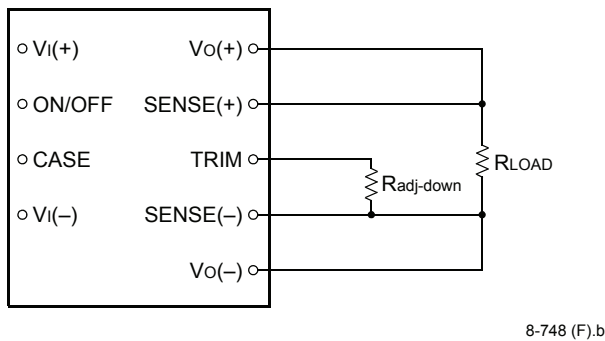 VI(+) VO(+)
ON/OFF SENSE(+)
CASE TRIM RLOAD
Radj-down
VI(–) SENSE(–)
VO(–)
8-748 (F).b